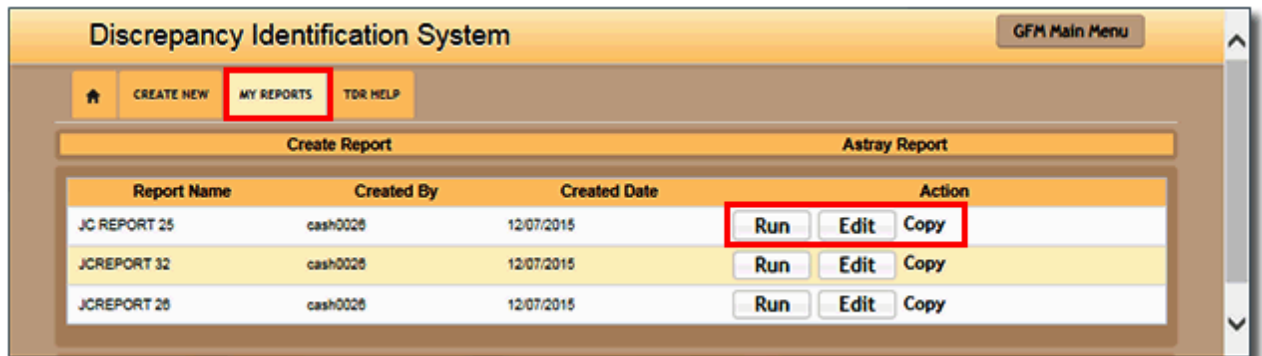 Discrepancy Identification System
GFM Main Menu
CREATE NEW MY REPORTS TDR HELP
Create Report Astray Report
Report Name Created By Created Date Action
JC REPORT 25 cash0026 12/07/2015 Run Edit Copy
JCREPORT 32 cash0026 12/07/2015 Run Edit Copy
JCREPORT 26 cash0026 12/07/2015 Run Edit Copy